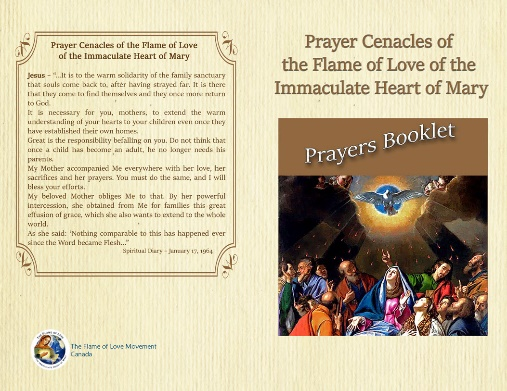 Prayer Cenacles of the Flame of Love
of the Immaculate Heart of Mary
Jesus – "...It is to the warm solidarity of the family sanctuary
that souls come back to, after having strayed far. It is there
that they come to find themselves and they once more return
to God.
It is necessary for you, mothers, to extend the warm
understanding of your hearts to your children even once they
have established their own homes.
Great is the responsibility befalling on you. Do not think that
once a child has become an adult, he no longer needs his
parents.
My Mother accompanied Me everywhere with her love, her
sacrifices and her prayers. You must do the same, and I will
bless your efforts.
My beloved Mother obliges Me to that. By her powerful
intercession, she obtained from Me for families this great
effusion of grace, which she also wants to extend to the whole
world.
As she said: 'Nothing comparable to this has happened ever
since the Word became Flesh..."
Spiritual Diary – January 17, 1964
The Flame of Love Movement
Canada
Prayer Cenacles of
the Flame of Love of the
Immaculate Heart of Mary
Prayers Booklet